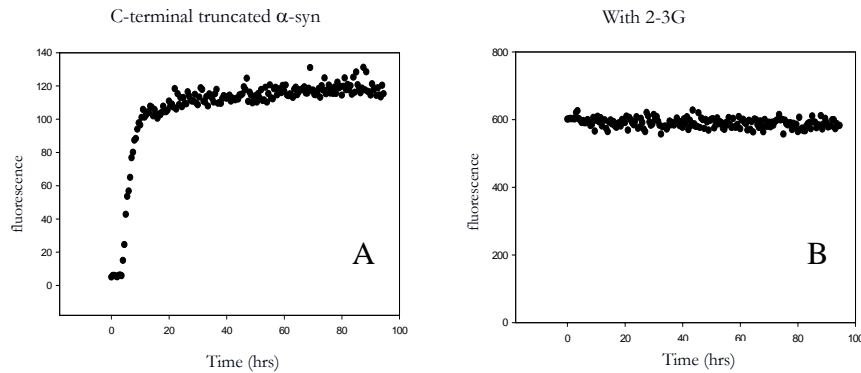 C-terminal truncated α-syn
140
120
100
80
60
40
20
0
fluorescence
A
0 20 40 60 80 100
Time (hrs)
With 2-3G
800
600
400
200
0
fluorescence
B
0 20 40 60 80 100
Time (hrs)